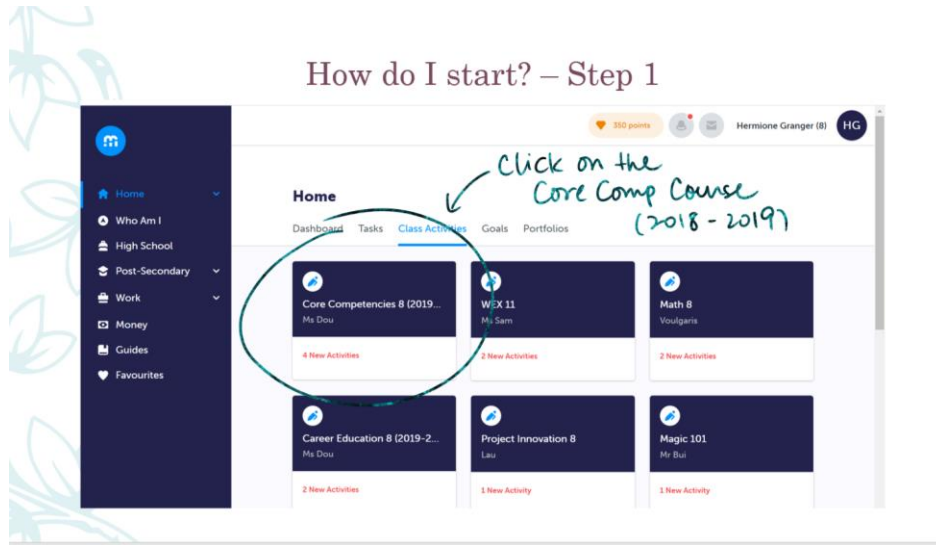 How do I start? – Step 1
m
350 points
Hermione Granger (8)
HG
Click on the
Core Comp Course
(2018-2019)
Home
Who Am I
High School
Post-Secondary
Work
Money
Guides
Favourites
Home
Dashboard Tasks Class Activities Goals Portfolios
Core Competencies 8 (2019...
Ms Dou
4 New Activities
WEX 11
Ms Sam
2 New Activities
Math 8
Voulgaris
2 New Activities
Career Education 8 (2019-2...
Ms Dou
2 New Activities
Project Innovation 8
Lau
1 New Activity
Magic 101
Mr Bui
1 New Activity